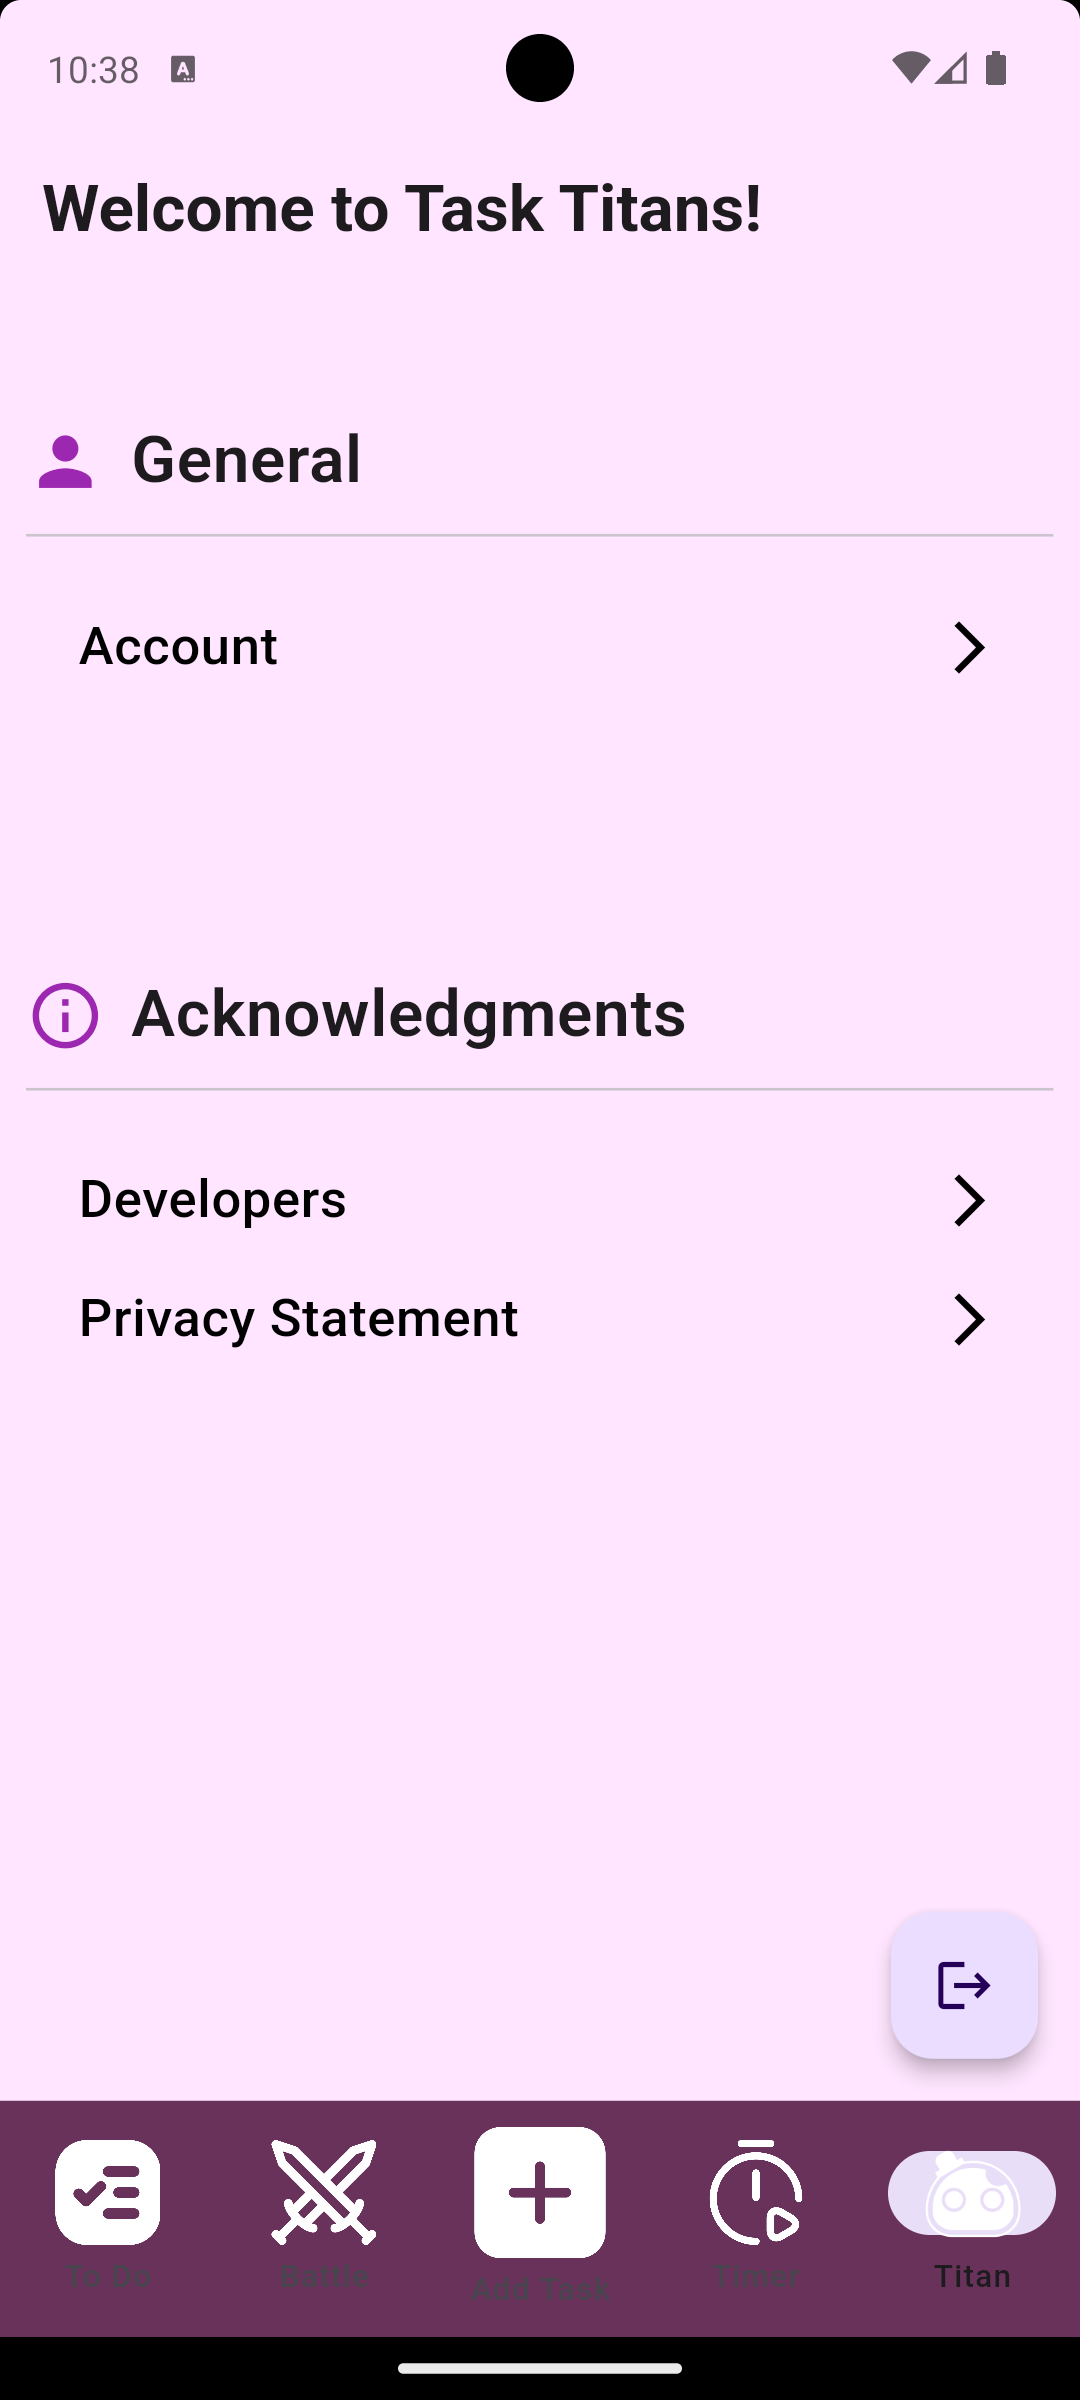 10:38
Welcome to Task Titans!
General
Account
Acknowledgments
Developers
Privacy Statement
To Do
Battle
Add Task
Timer
Titan